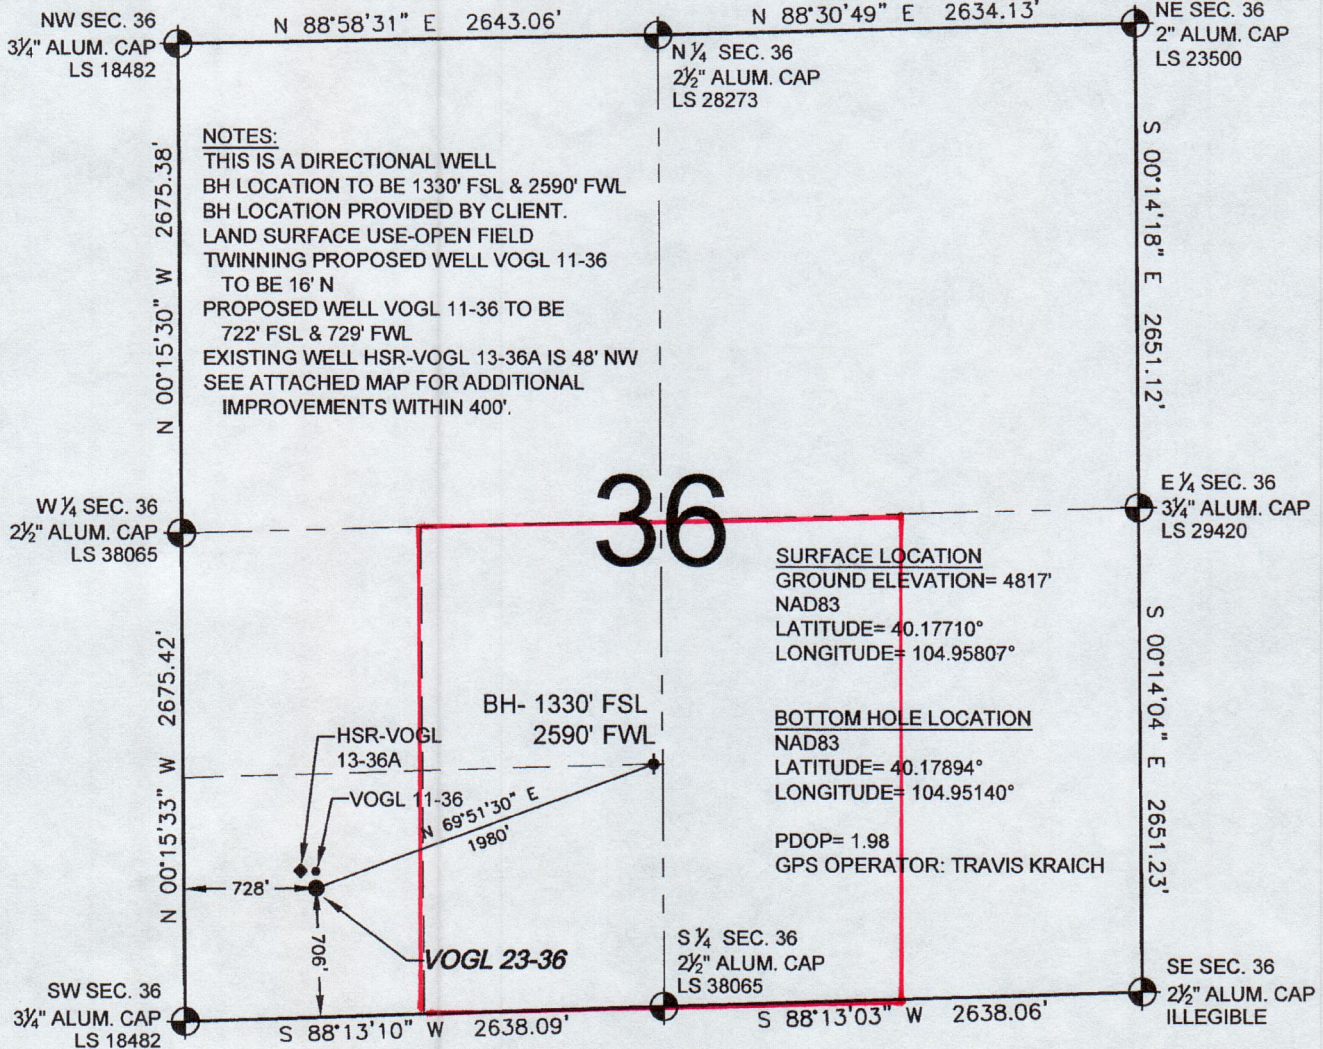 NW SEC. 36
3¼" ALUM. CAP
LS 18482
N 88°58'31" E 2643.06'
N ¼ SEC. 36
2½" ALUM. CAP
LS 28273
N 88°30'49" E 2634.13'
NE SEC. 36
2" ALUM. CAP
LS 23500
NOTES:
THIS IS A DIRECTIONAL WELL
BH LOCATION TO BE 1330' FSL & 2590' FWL
BH LOCATION PROVIDED BY CLIENT.
LAND SURFACE USE-OPEN FIELD
TWINNING PROPOSED WELL VOGL 11-36
TO BE 16' N
PROPOSED WELL VOGL 11-36 TO BE
722' FSL & 729' FWL
EXISTING WELL HSR-VOGL 13-36A IS 48' NW
SEE ATTACHED MAP FOR ADDITIONAL
IMPROVEMENTS WITHIN 400'.
N 00°15'30" W 2675.38'
S 00°14'18" E 2651.12'
W ¼ SEC. 36
2½" ALUM. CAP
LS 38065
36
E ¼ SEC. 36
3¼" ALUM. CAP
LS 29420
SURFACE LOCATION
GROUND ELEVATION= 4817'
NAD83
LATITUDE= 40.17710°
LONGITUDE= 104.95807°
BOTTOM HOLE LOCATION
NAD83
LATITUDE= 40.17894°
LONGITUDE= 104.95140°
PDOP= 1.98
GPS OPERATOR: TRAVIS KRAICH
BH- 1330' FSL
2590' FWL
HSR-VOGL
13-36A
VOGL 11-36
N 69°51'30" E
1980'
728'
706'
VOGL 23-36
N 00°15'33" W 2675.42'
S 00°14'04" E 2651.23'
SW SEC. 36
3¼" ALUM. CAP
LS 18482
S 88°13'10" W 2638.09'
S ¼ SEC. 36
2½" ALUM. CAP
LS 38065
S 88°13'03" W 2638.06'
SE SEC. 36
2½" ALUM. CAP
ILLEGIBLE